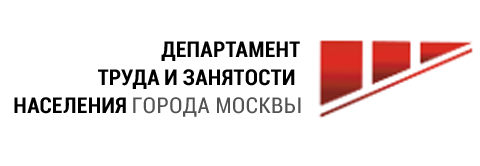 ДЕПАРТАМЕНТ
ТРУДА И ЗАНЯТОСТИ
НАСЕЛЕНИЯ ГОРОДА МОСКВЫ